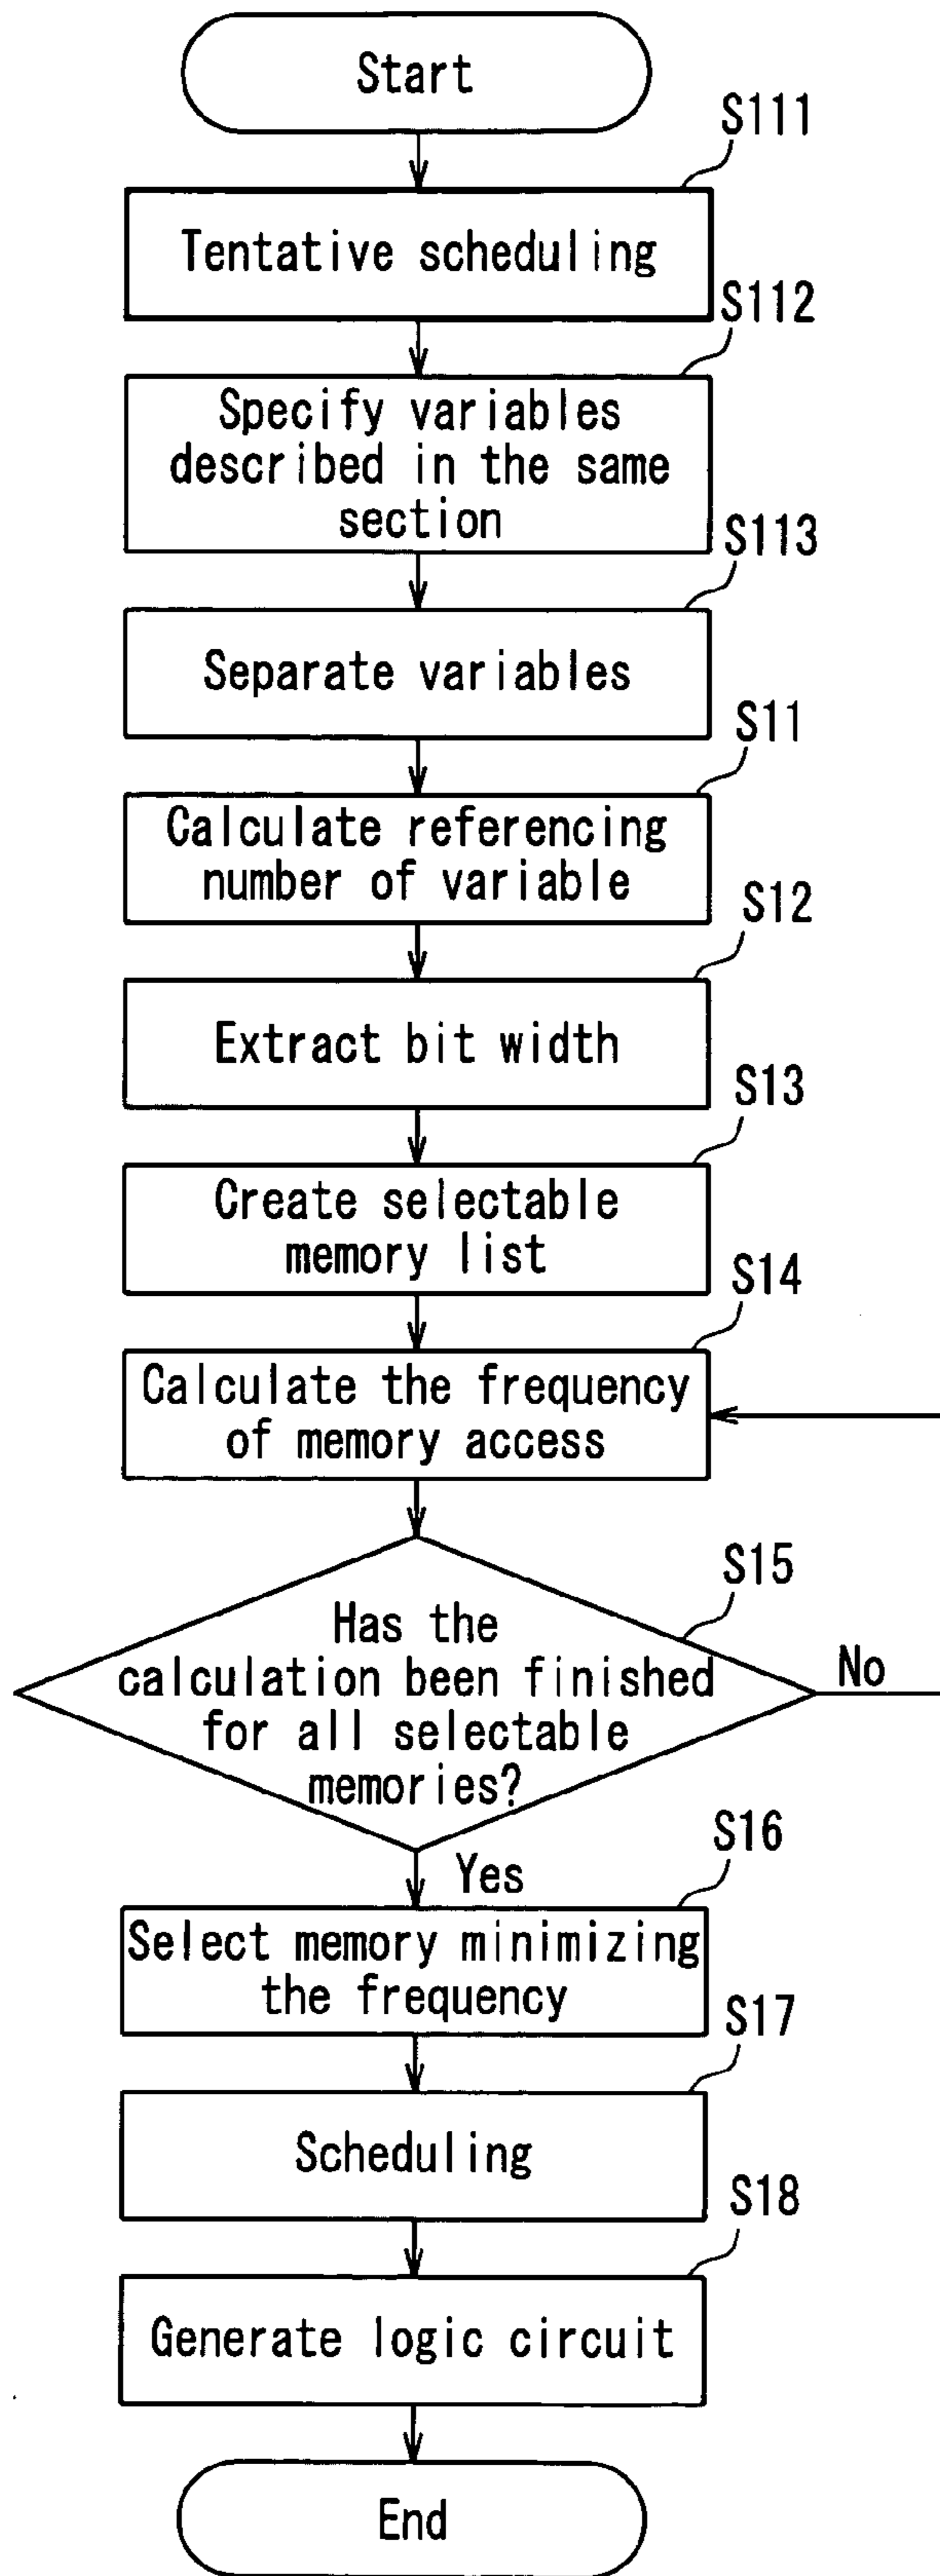 Start
S111
Tentative scheduling
S112
Specify variables
described in the same
section
S113
Separate variables
S11
Calculate referencing
number of variable
S12
Extract bit width
S13
Create selectable
memory list
S14
Calculate the frequency
of memory access
S15
Has the
calculation been finished
for all selectable
memories?
No
Yes
S16
Select memory minimizing
the frequency
S17
Scheduling
S18
Generate logic circuit
End